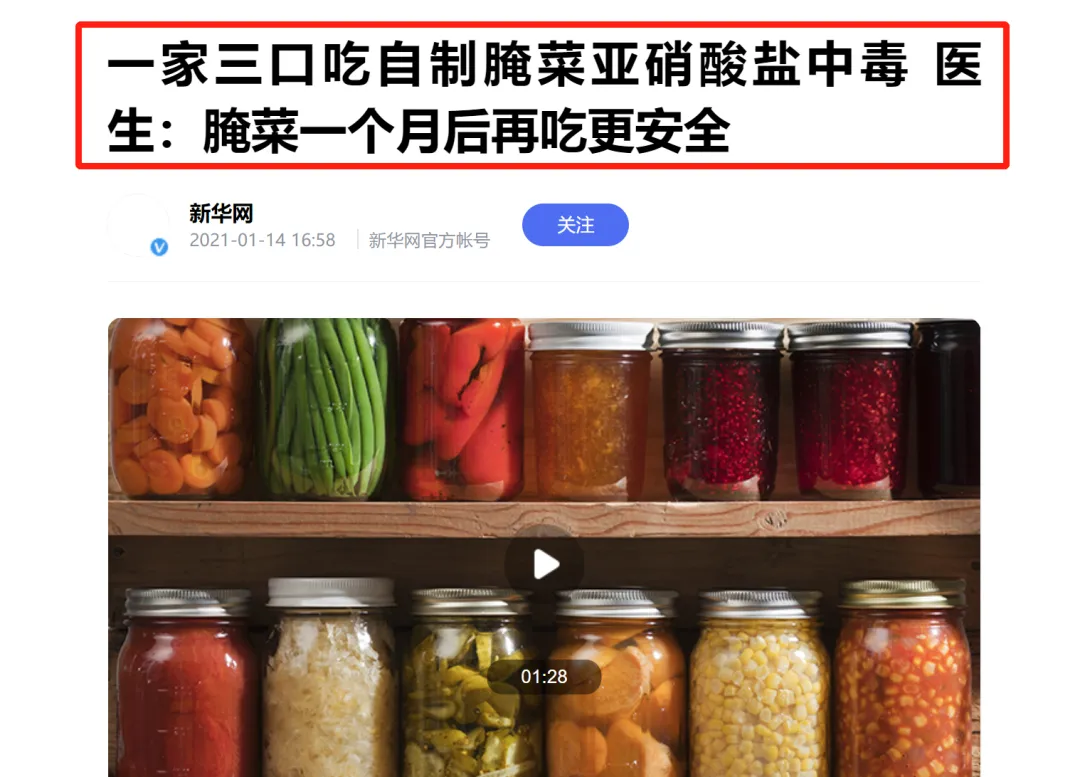 一家三口吃自制腌菜亚硝酸盐中毒 医
生：腌菜一个月后再吃更安全
新华网
2021-01-14 16:58 新华网官方帐号
关注
01:28